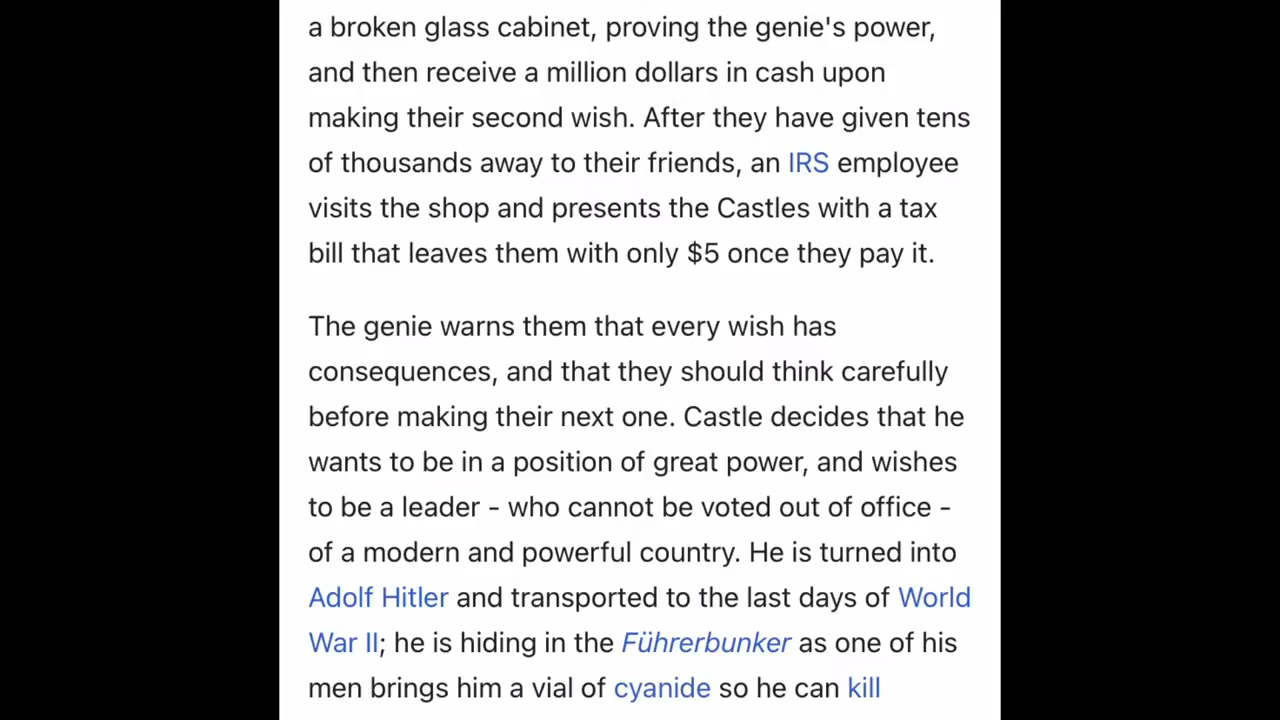 a broken glass cabinet, proving the genie's power,
and then receive a million dollars in cash upon
making their second wish. After they have given tens
of thousands away to their friends, an IRS employee
visits the shop and presents the Castles with a tax
bill that leaves them with only $5 once they pay it.
The genie warns them that every wish has
consequences, and that they should think carefully
before making their next one. Castle decides that he
wants to be in a position of great power, and wishes
to be a leader - who cannot be voted out of office -
of a modern and powerful country. He is turned into
Adolf Hitler and transported to the last days of World
War II; he is hiding in the Führerbunker as one of his
men brings him a vial of cyanide so he can kill